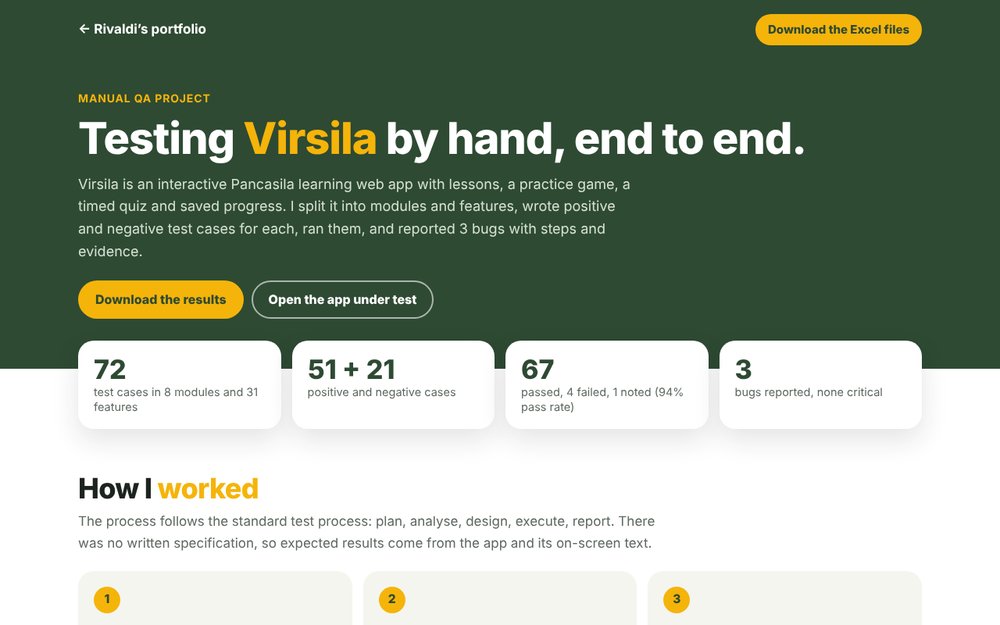 ← Rivaldi’s portfolio
Download the Excel files
MANUAL QA PROJECT
Testing Virsila by hand, end to end.
Virsila is an interactive Pancasila learning web app with lessons, a practice game, a
timed quiz and saved progress. I split it into modules and features, wrote positive
and negative test cases for each, ran them, and reported 3 bugs with steps and
evidence.
Download the results
Open the app under test
72
test cases in 8 modules and 31
features
51 + 21
positive and negative cases
67
passed, 4 failed, 1 noted (94%
pass rate)
3
bugs reported, none critical
How I worked
The process follows the standard test process: plan, analyse, design, execute, report. There
was no written specification, so expected results come from the app and its on-screen text.
1
2
3